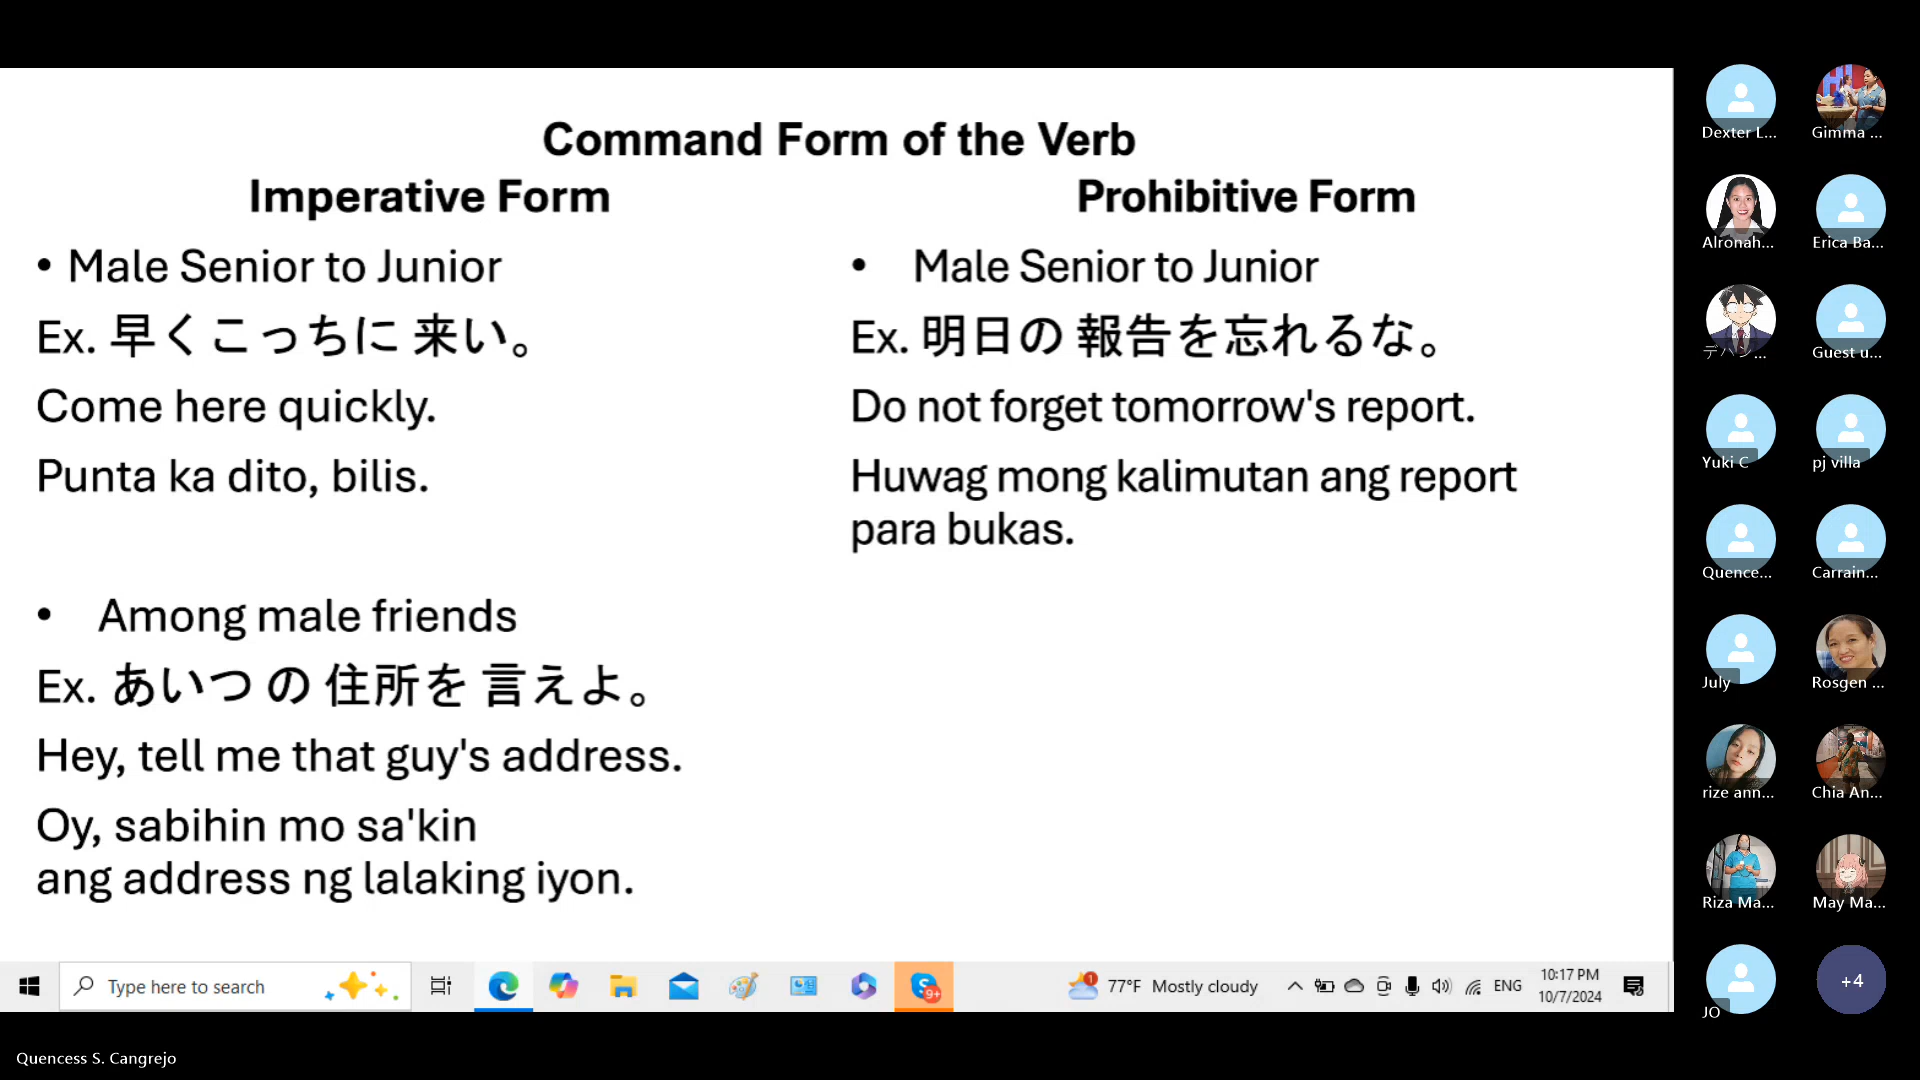 Command Form of the Verb
Imperative Form
• Male Senior to Junior
Ex. 早くこっちに 来い。
Come here quickly.
Punta ka dito, bilis.
• Among male friends
Ex. あいつ の 住所を 言えよ。
Hey, tell me that guy's address.
Oy, sabihin mo sa'kin
ang address ng lalaking iyon.
Prohibitive Form
• Male Senior to Junior
Ex. 明日の 報告を忘れるな。
Do not forget tomorrow's report.
Huwag mong kalimutan ang report
para bukas.
Type here to search
9+
1
77°F Mostly cloudy
ENG
10:17 PM
10/7/2024
Dexter L...
Gimma ...
Alronah...
Erica Ba...
デハン...
Guest u...
Yuki C
pj villa
Quence...
Carrain...
July
Rosgen ...
rize ann...
Chia An...
Riza Ma...
May Ma...
JO
+4
Quencess S. Cangrejo